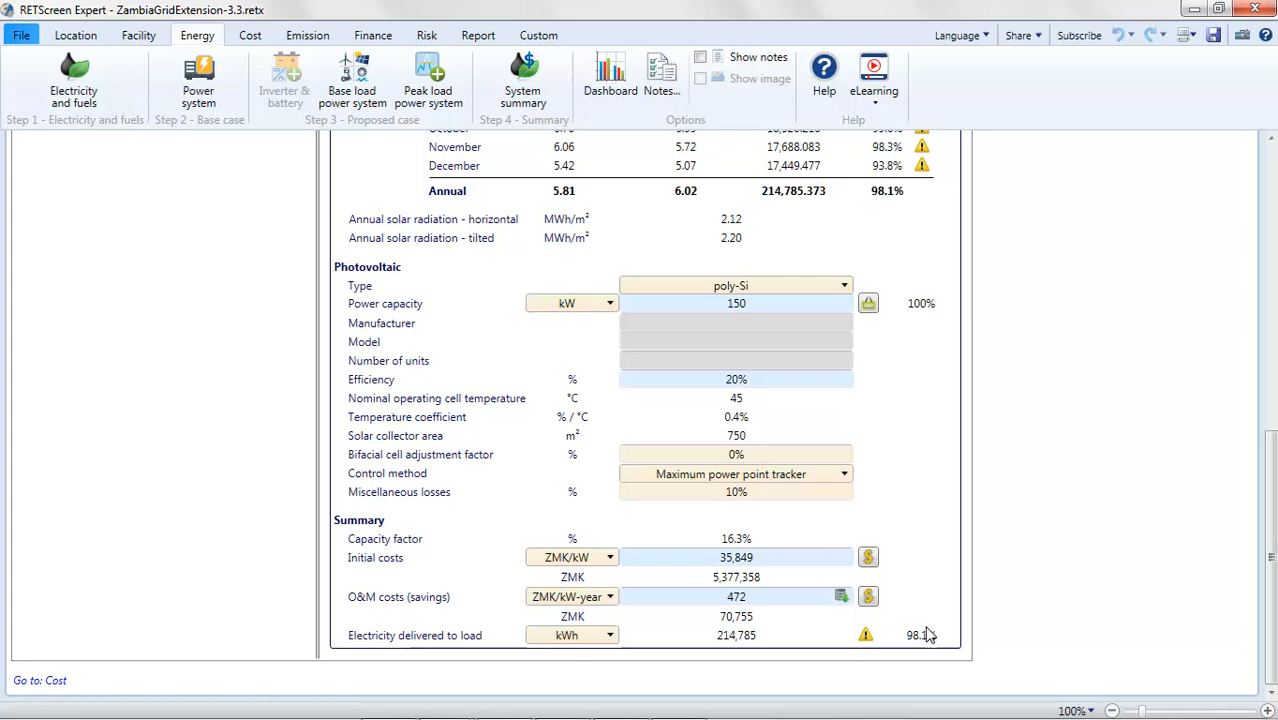 RETScreen Expert - ZambiaGridExtension-3.3.retx
File Location Facility Energy Cost Emission Finance Risk Report Custom Language Share Subscribe
Electricity and fuels
Power system
Inverter & battery
Base load power system
Peak load power system
System summary
Dashboard
Notes...
Show notes
Show image
Help
eLearning
Step 1 - Electricity and fuels Step 2 - Base case Step 3 - Proposed case Step 4 - Summary Options Help
November 6.06 5.72 17,688.083 98.3%
December 5.42 5.07 17,449.477 93.8%
Annual 5.81 6.02 214,785.373 98.1%
Annual solar radiation - horizontal MWh/m² 2.12
Annual solar radiation - tilted MWh/m² 2.20
Photovoltaic
Type poly-Si
Power capacity kW 150 100%
Manufacturer
Model
Number of units
Efficiency % 20%
Nominal operating cell temperature °C 45
Temperature coefficient % / °C 0.4%
Solar collector area m² 750
Bifacial cell adjustment factor % 0%
Control method Maximum power point tracker
Miscellaneous losses % 10%
Summary
Capacity factor % 16.3%
Initial costs ZMK/kW 35,849
ZMK 5,377,358
O&M costs (savings) ZMK/kW-year 472
ZMK 70,755
Electricity delivered to load kWh 214,785
Go to: Cost
100%